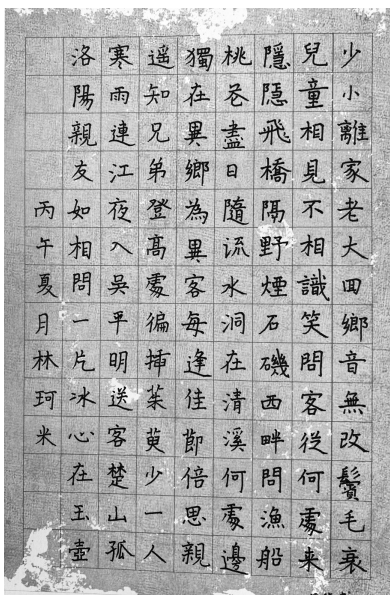 少小離家老大回鄉音無改鬢毛衰
兒童相見不相識笑問客從何處来
隱隱飛橋隔野煙石磯西畔問漁船
桃花盡日隨流水洞在清溪何處邊
獨在異鄉為異客每逢佳節倍思親
遥知兄弟登高處徧插茱萸少一人
寒雨連江夜入吳平明送客楚山孤
洛陽親友如相問一片冰心在玉壺
丙午夏月林珂米